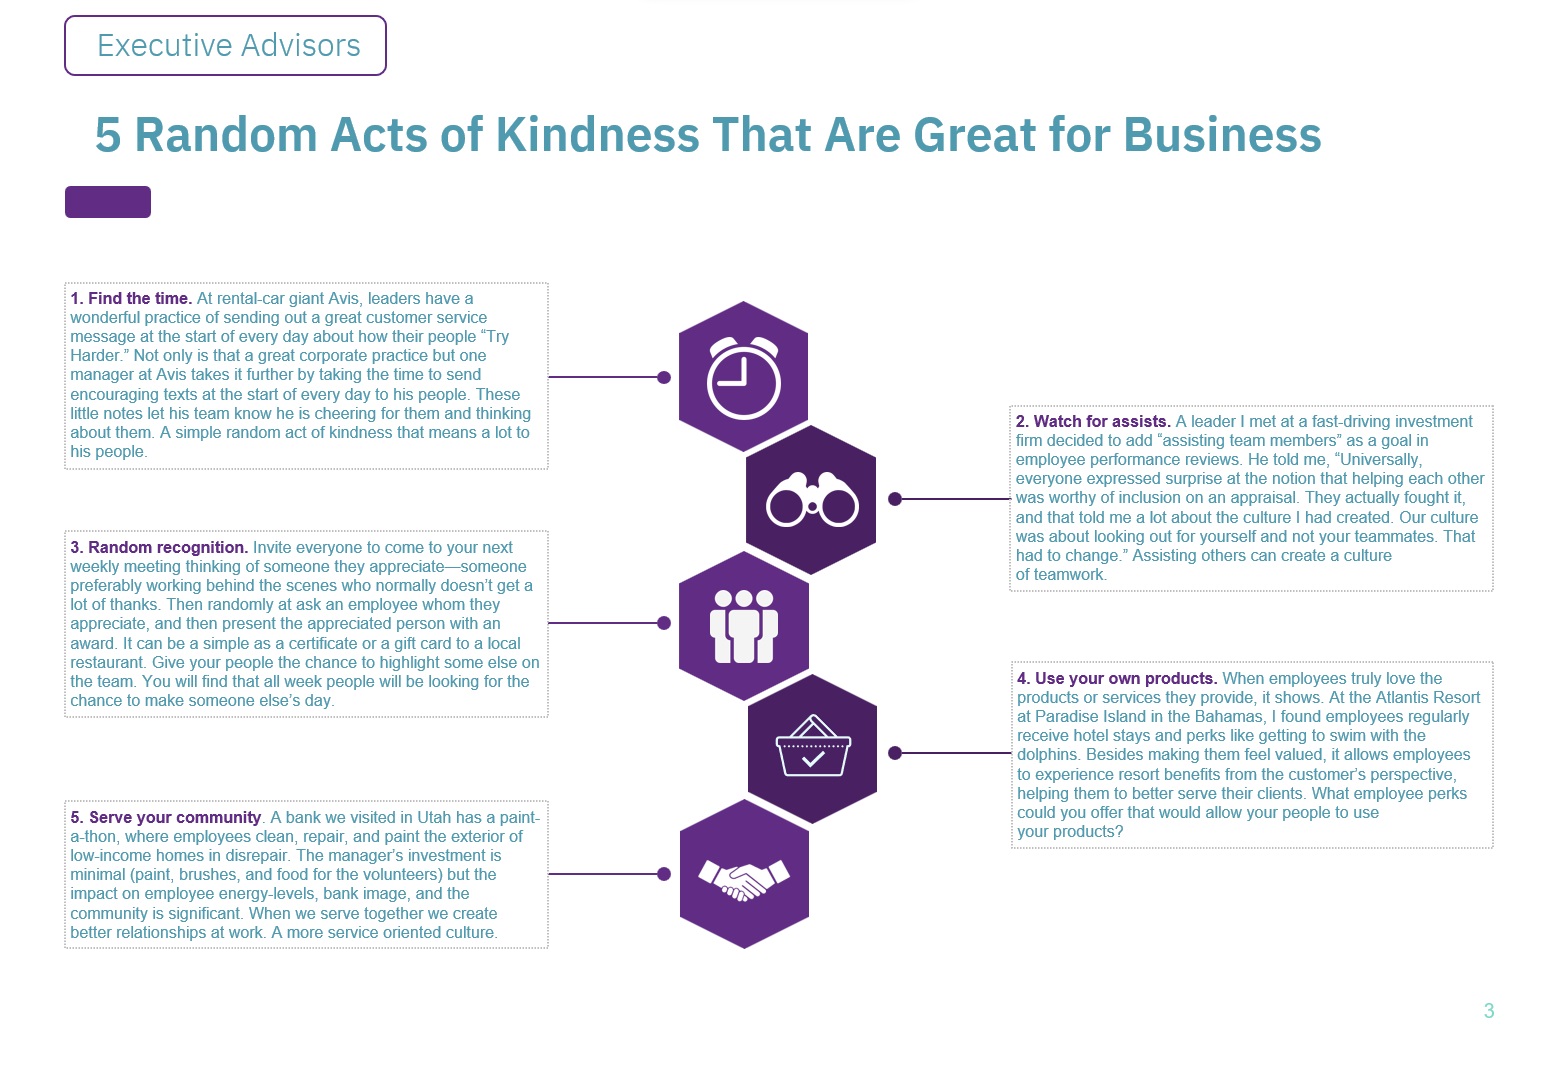 Executive Advisors
5 Random Acts of Kindness That Are Great for Business
1. Find the time. At rental-car giant Avis, leaders have a
wonderful practice of sending out a great customer service
message at the start of every day about how their people “Try
Harder.” Not only is that a great corporate practice but one
manager at Avis takes it further by taking the time to send
encouraging texts at the start of every day to his people. These
little notes let his team know he is cheering for them and thinking
about them. A simple random act of kindness that means a lot to
his people.
2. Watch for assists. A leader I met at a fast-driving investment
firm decided to add “assisting team members” as a goal in
employee performance reviews. He told me, “Universally,
everyone expressed surprise at the notion that helping each other
was worthy of inclusion on an appraisal. They actually fought it,
and that told me a lot about the culture I had created. Our culture
was about looking out for yourself and not your teammates. That
had to change.” Assisting others can create a culture
of teamwork.
3. Random recognition. Invite everyone to come to your next
weekly meeting thinking of someone they appreciate—someone
preferably working behind the scenes who normally doesn’t get a
lot of thanks. Then randomly at ask an employee whom they
appreciate, and then present the appreciated person with an
award. It can be a simple as a certificate or a gift card to a local
restaurant. Give your people the chance to highlight some else on
the team. You will find that all week people will be looking for the
chance to make someone else’s day.
4. Use your own products. When employees truly love the
products or services they provide, it shows. At the Atlantis Resort
at Paradise Island in the Bahamas, I found employees regularly
receive hotel stays and perks like getting to swim with the
dolphins. Besides making them feel valued, it allows employees
to experience resort benefits from the customer’s perspective,
helping them to better serve their clients. What employee perks
could you offer that would allow your people to use
your products?
5. Serve your community. A bank we visited in Utah has a paint-
a-thon, where employees clean, repair, and paint the exterior of
low-income homes in disrepair. The manager’s investment is
minimal (paint, brushes, and food for the volunteers) but the
impact on employee energy-levels, bank image, and the
community is significant. When we serve together we create
better relationships at work. A more service oriented culture.
3